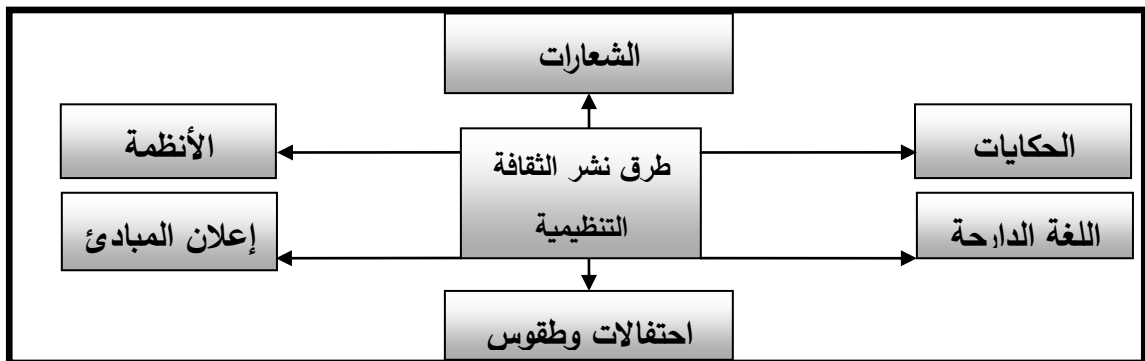 الشعارات
الحكايات
الأنظمة
طرق نشر الثقافة
التنظيمية
اللغة الدارجة
إعلان المبادئ
احتفالات وطقوس